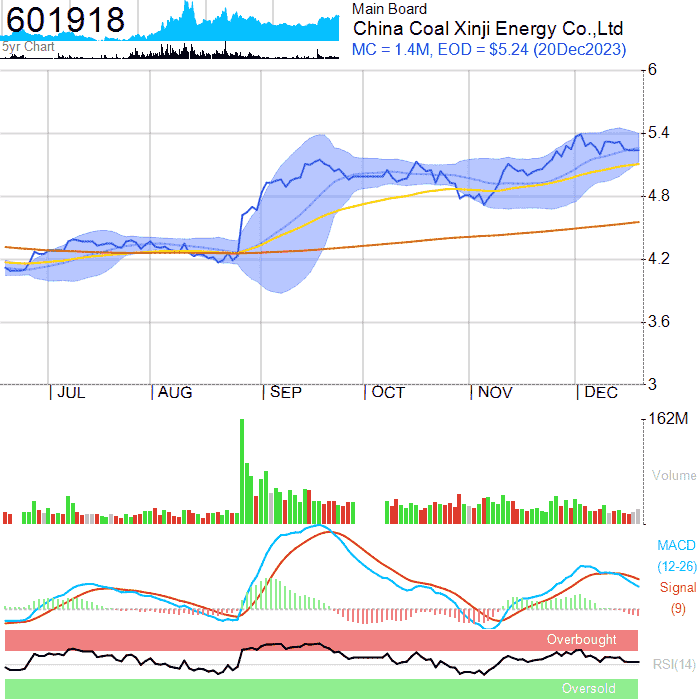 601918
5yr Chart
Main Board
China Coal Xinji Energy Co.,Ltd
MC = 1.4M, EOD = $5.24 (20Dec2023)
6
5.4
4.8
4.2
3.6
3
JUL AUG SEP OCT NOV DEC
162M
Volume
MACD
(12-26)
Signal
(9)
Overbought
RSI(14)
Oversold